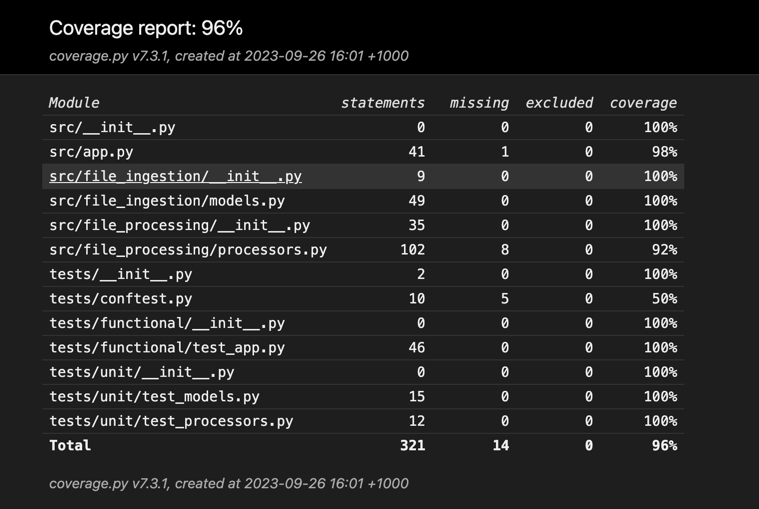 Coverage report: 96%
coverage.py v7.3.1, created at 2023-09-26 16:01 +1000
Module statements missing excluded coverage
src/__init__.py 0 0 0 100%
src/app.py 41 1 0 98%
src/file_ingestion/__init__.py 9 0 0 100%
src/file_ingestion/models.py 49 0 0 100%
src/file_processing/__init__.py 35 0 0 100%
src/file_processing/processors.py 102 8 0 92%
tests/__init__.py 2 0 0 100%
tests/conftest.py 10 5 0 50%
tests/functional/__init__.py 0 0 0 100%
tests/functional/test_app.py 46 0 0 100%
tests/unit/__init__.py 0 0 0 100%
tests/unit/test_models.py 15 0 0 100%
tests/unit/test_processors.py 12 0 0 100%
Total 321 14 0 96%
coverage.py v7.3.1, created at 2023-09-26 16:01 +1000